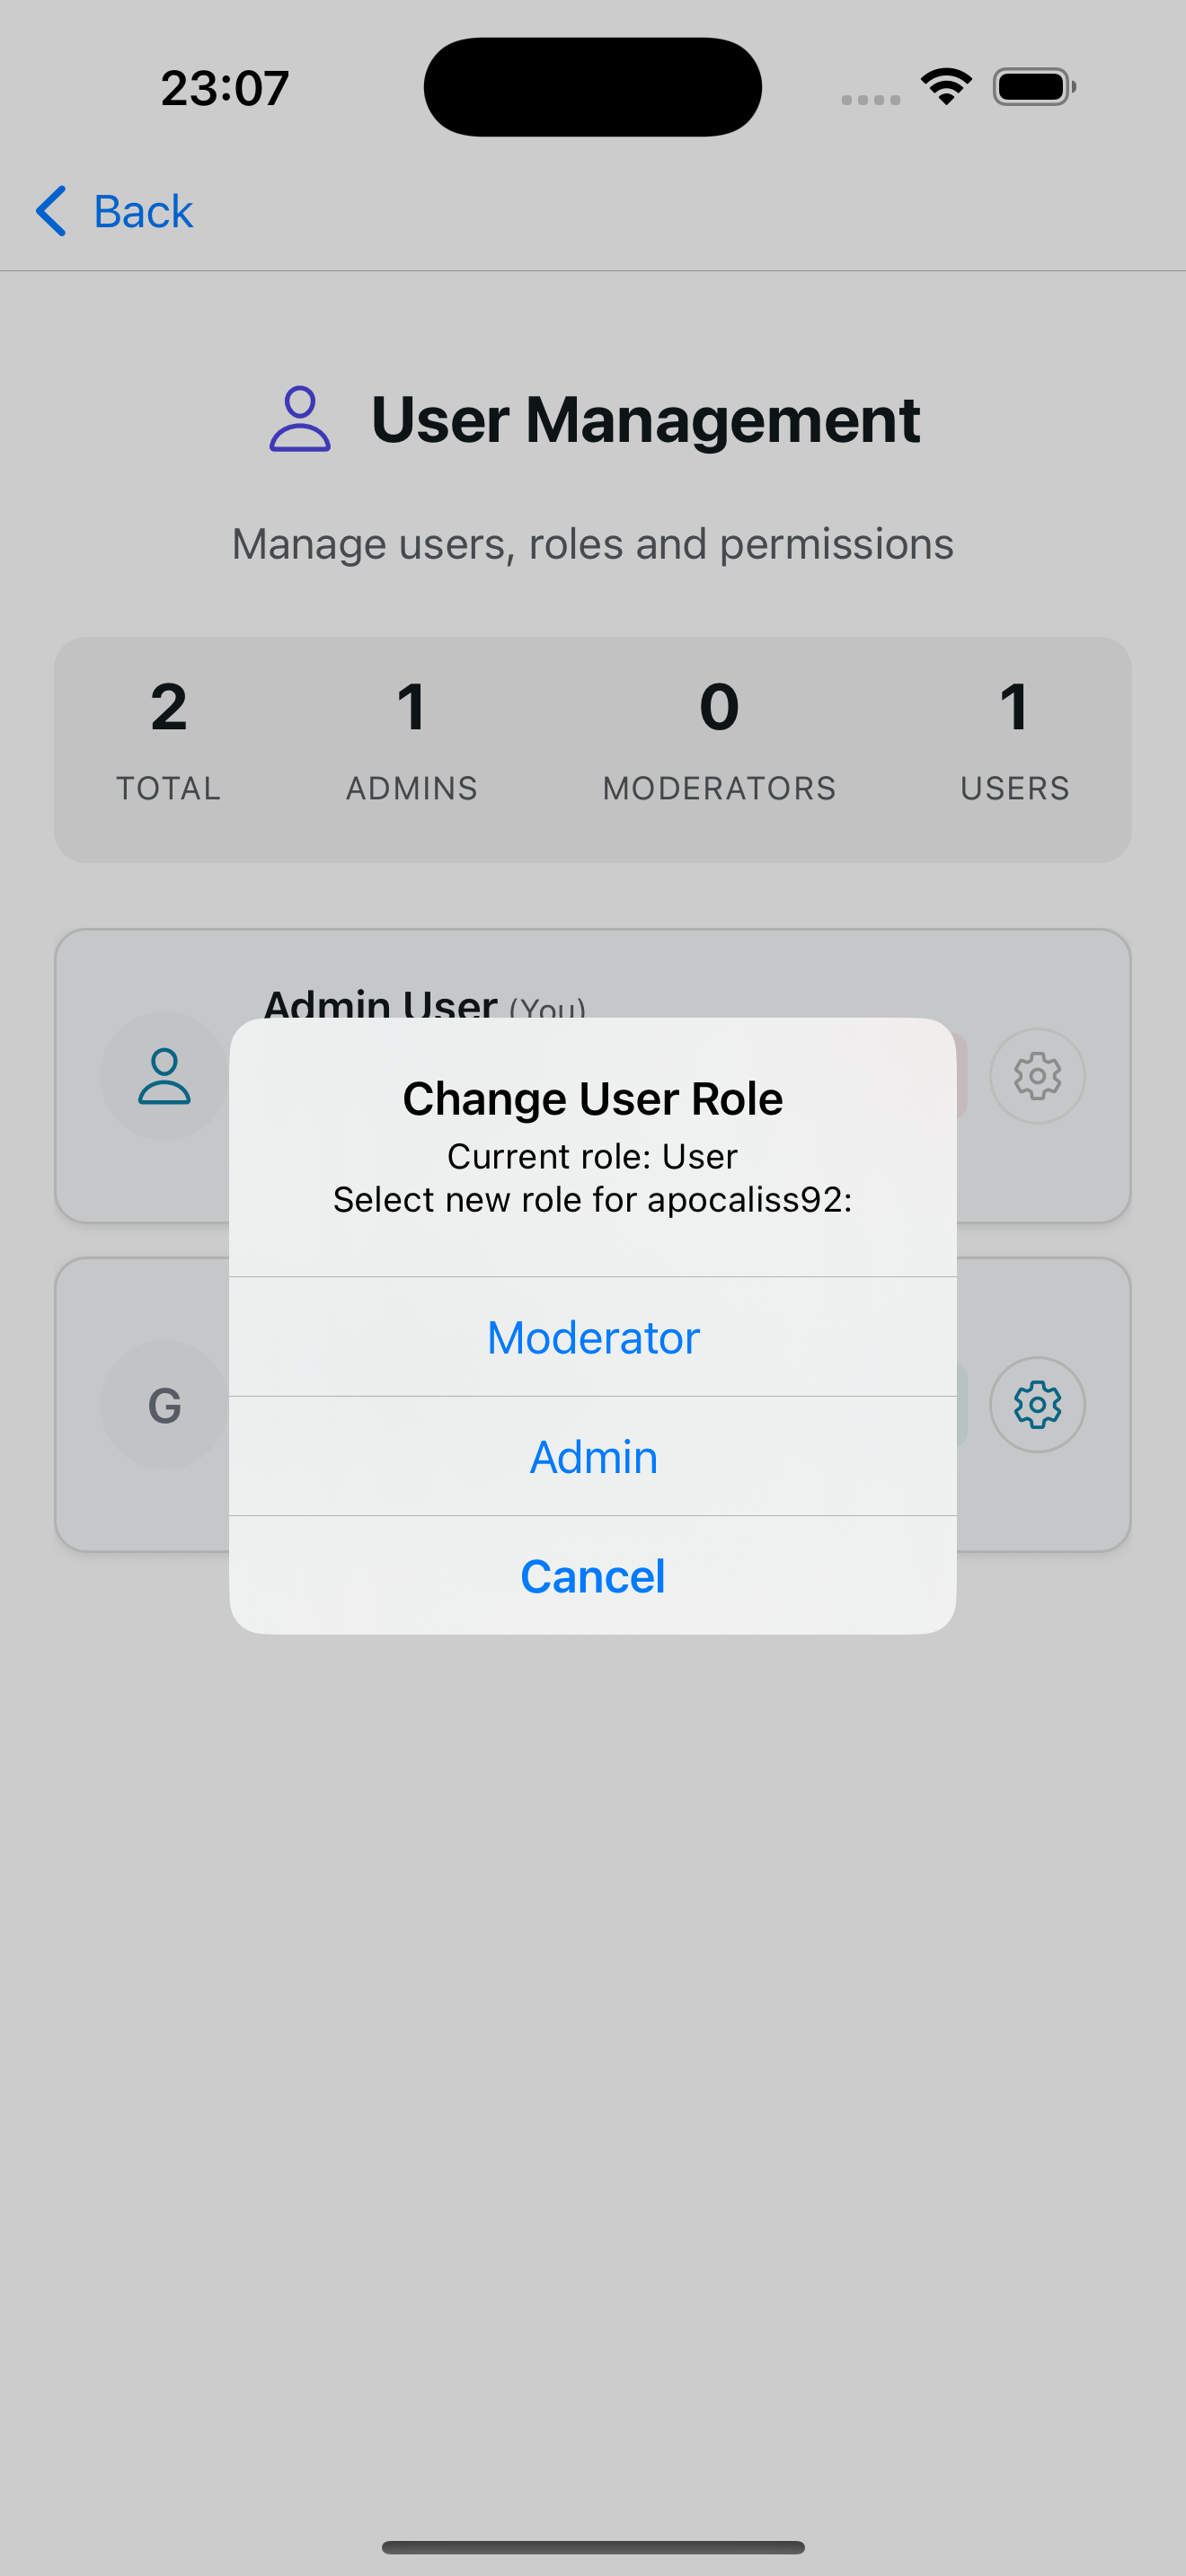 23:07
Back
User Management
Manage users, roles and permissions
2 1 0 1
TOTAL ADMINS MODERATORS USERS
Admin User (You)
Change User Role
Current role: User
Select new role for apocaliss92:
G
Moderator
Admin
Cancel